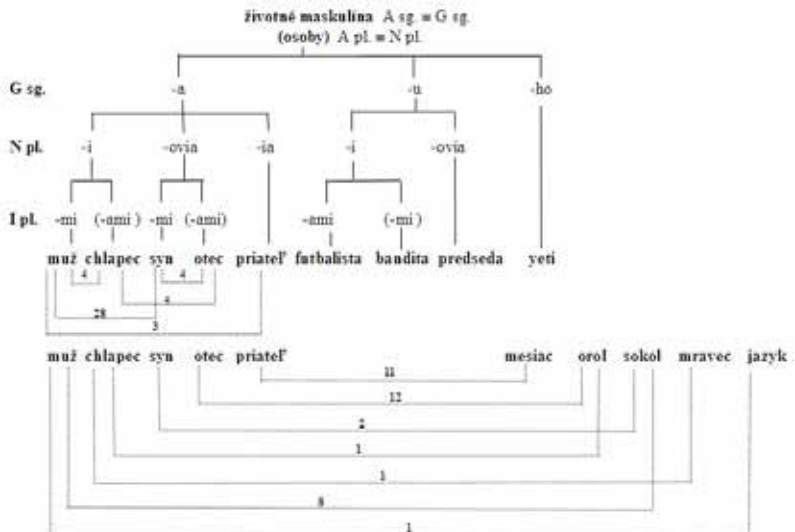 životné maskulína A sg. = G sg.
(osoby) A pl. = N pl.
G sg. -a -u -ho
N pl. -i -ovia -ia -i -ovia
I pl. -mi (-ami) -mi (-ami) -ami (-mi)
muž chlapec syn otec priateľ futbalista bandita predseda yeti
4 4
4
28
3
muž chlapec syn otec priateľ mesiac orol sokol mravec jazyk
11
12
2
1
1
8
1